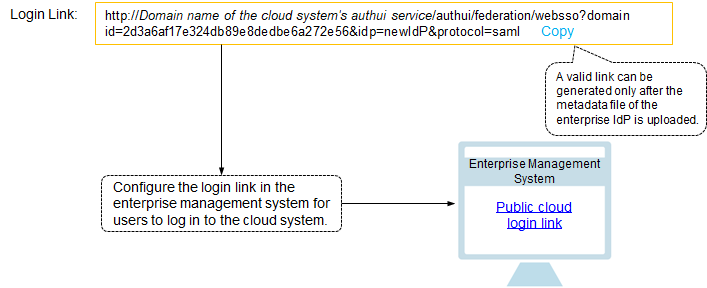 Login Link:
http://Domain name of the cloud system's authui service/authui/federation/websso?domain
id=2d3a6af17e324db89e8dedbe6a272e56&idp=newIdP&protocol=saml Copy
A valid link can be
generated only after the
metadata file of the
enterprise IdP is uploaded.
Configure the login link in the
enterprise management system for
users to log in to the cloud system.
Enterprise Management
System
Public cloud
login link